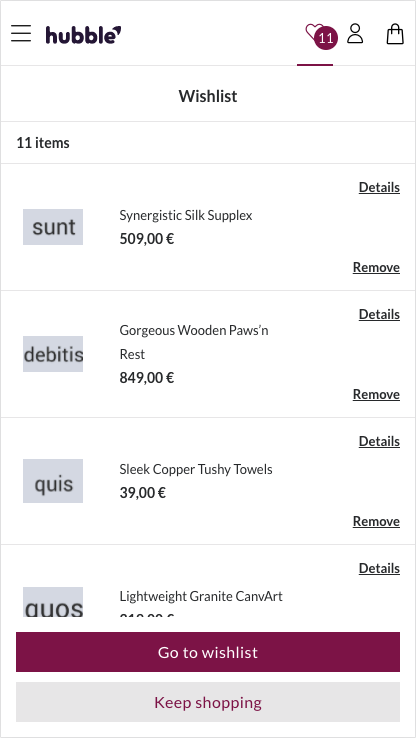 hubble
11
Wishlist
11 items
Details
sunt
Synergistic Silk Supplex
509,00 €
Remove
Details
debitis
Gorgeous Wooden Paws'n
Rest
849,00 €
Remove
Details
quis
Sleek Copper Tushy Towels
39,00 €
Remove
Details
quos
Lightweight Granite CanvArt
Go to wishlist
Keep shopping